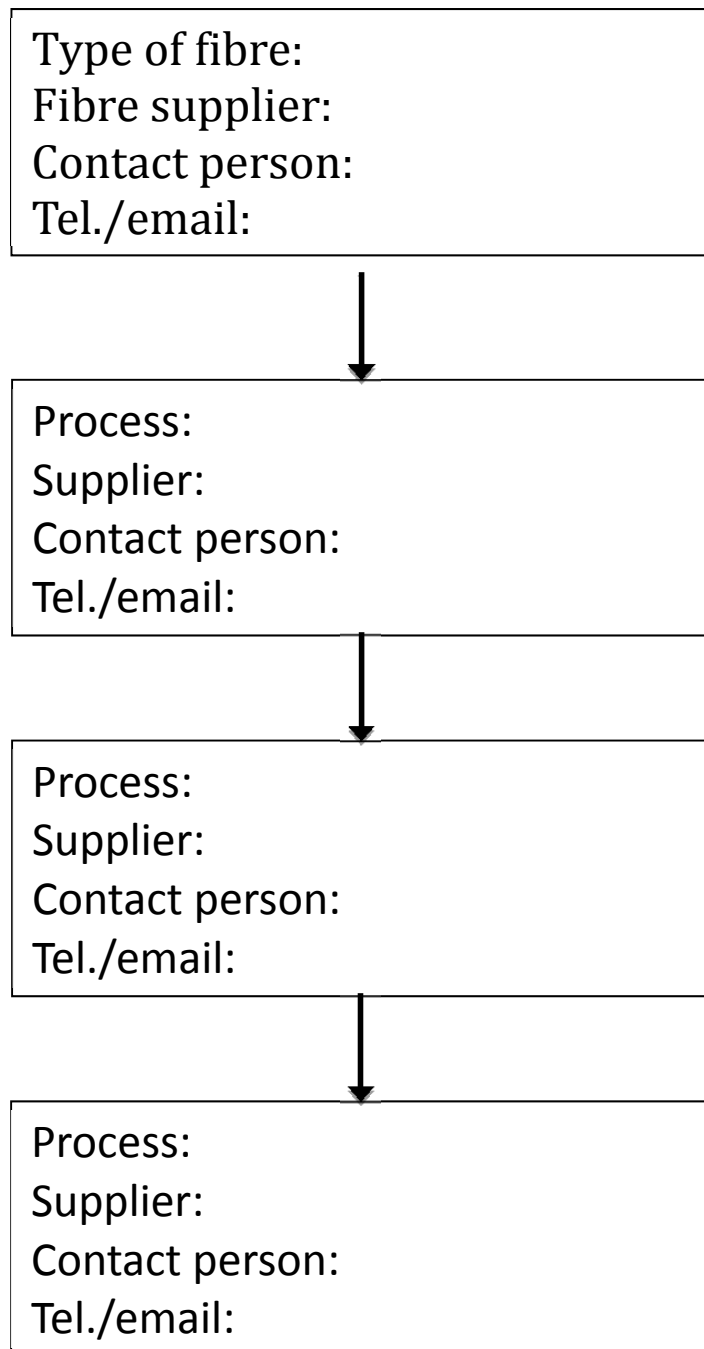 Type of fibre:
Fibre supplier:
Contact person:
Tel./email:
Process:
Supplier:
Contact person:
Tel./email:
Process:
Supplier:
Contact person:
Tel./email:
Process:
Supplier:
Contact person:
Tel./email: